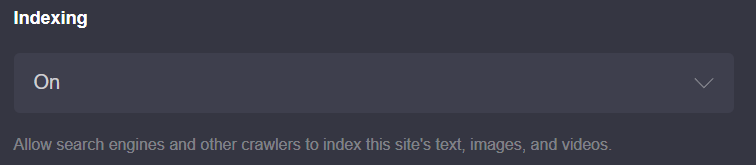 Indexing
On
Allow search engines and other crawlers to index this site's text, images, and videos.